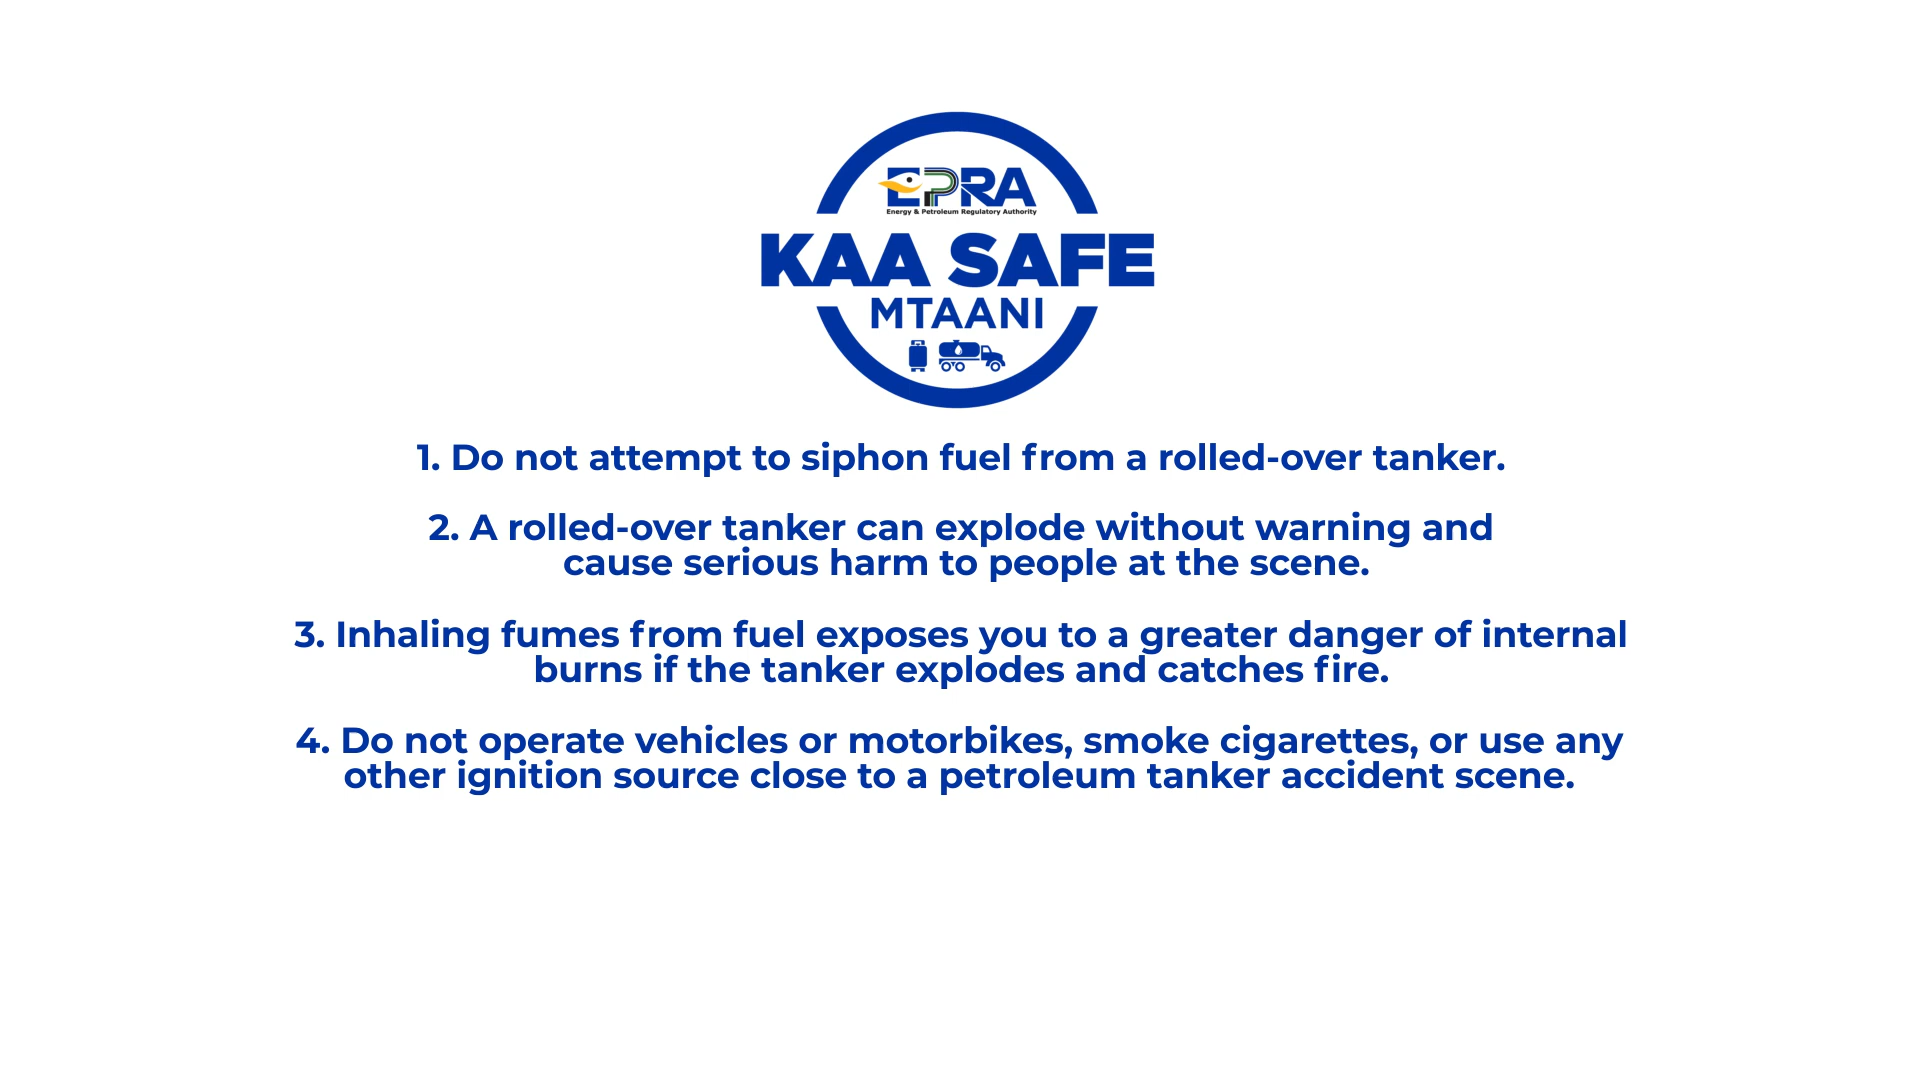 EPRA
Energy & Petroleum Regulatory Authority
KAA SAFE
MTAANI
1. Do not attempt to siphon fuel from a rolled-over tanker.
2. A rolled-over tanker can explode without warning and
cause serious harm to people at the scene.
3. Inhaling fumes from fuel exposes you to a greater danger of internal
burns if the tanker explodes and catches fire.
4. Do not operate vehicles or motorbikes, smoke cigarettes, or use any
other ignition source close to a petroleum tanker accident scene.